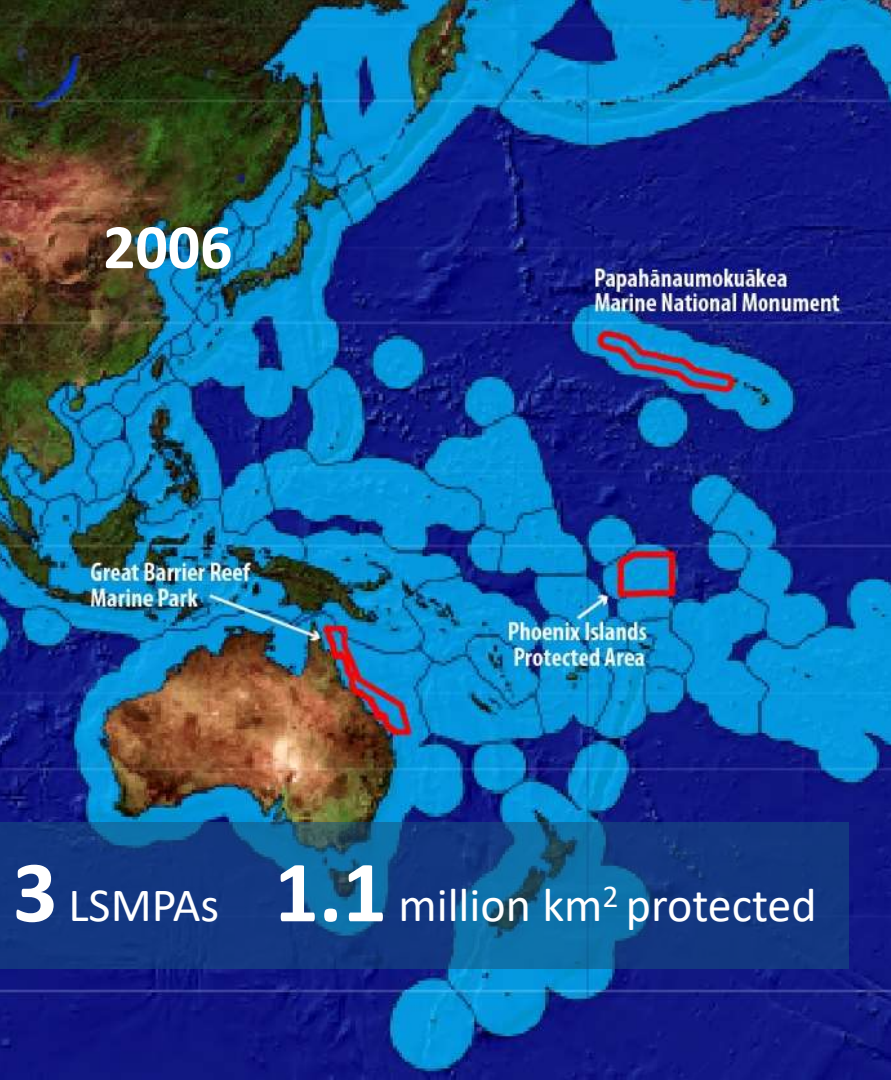 2006
Papahānaumokuākea
Marine National Monument
Great Barrier Reef
Marine Park
Phoenix Islands
Protected Area
3 LSMPAs 1.1 million km² protected